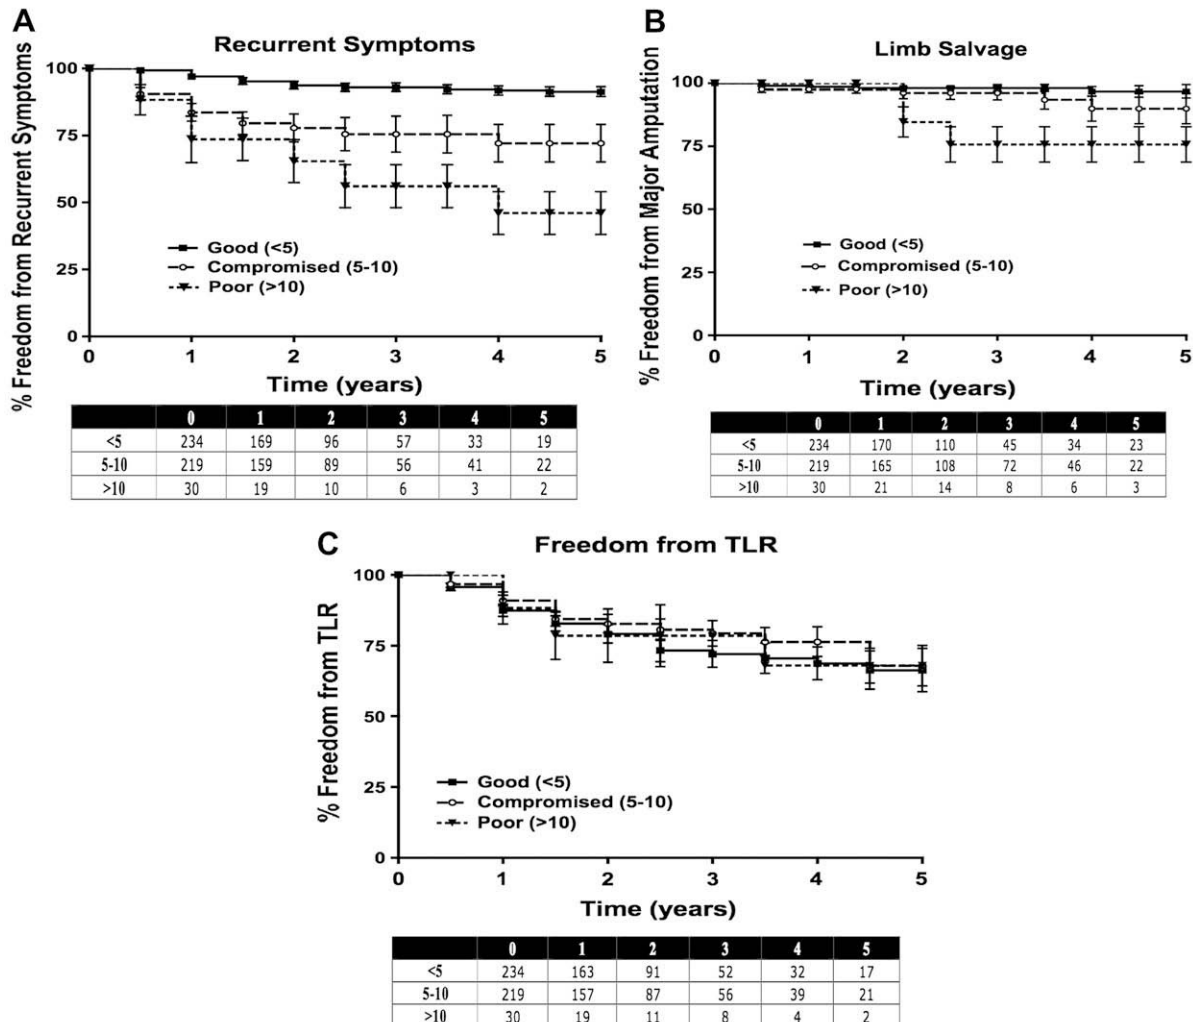 A
Recurrent Symptoms
% Freedom from Recurrent Symptoms
100
75
50
25
0
Good (<5)
Compromised (5-10)
Poor (>10)
0 1 2 3 4 5
Time (years)
0 1 2 3 4 5
<5 234 169 96 57 33 19
5-10 219 159 89 56 41 22
>10 30 19 10 6 3 2
B
Limb Salvage
% Freedom from Major Amputation
100
75
50
25
0
Good (<5)
Compromised (5-10)
Poor (>10)
0 1 2 3 4 5
Time (years)
0 1 2 3 4 5
<5 234 170 110 45 34 23
5-10 219 165 108 72 46 22
>10 30 21 14 8 6 3
C
Freedom from TLR
% Freedom from TLR
100
75
50
25
0
Good (<5)
Compromised (5-10)
Poor (>10)
0 1 2 3 4 5
Time (years)
0 1 2 3 4 5
<5 234 163 91 52 32 17
5-10 219 157 87 56 39 21
>10 30 19 11 8 4 2